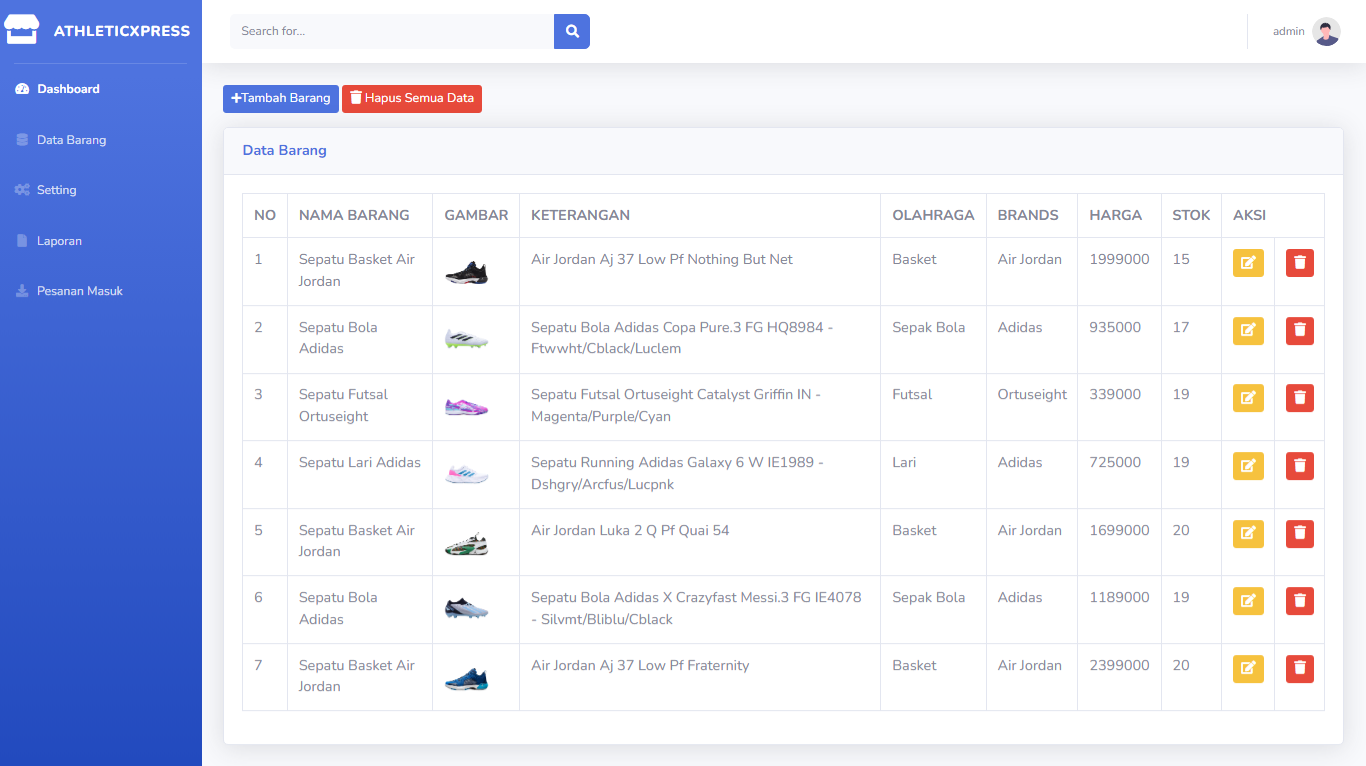 ATHLETICXPRESS
Search for...
admin
Dashboard
Data Barang
Setting
Laporan
Pesanan Masuk
Tambah Barang Hapus Semua Data
Data Barang
NO NAMA BARANG GAMBAR KETERANGAN OLAHRAGA BRANDS HARGA STOK AKSI
1 Sepatu Basket Air Air Jordan Aj 37 Low Pf Nothing But Net Basket Air Jordan 1999000 15
Jordan
2 Sepatu Bola Sepatu Bola Adidas Copa Pure.3 FG HQ8984 - Sepak Bola Adidas 935000 17
Adidas Ftwwht/Cblack/Luclem
3 Sepatu Futsal Sepatu Futsal Ortuseight Catalyst Griffin IN - Futsal Ortuseight 339000 19
Ortuseight Magenta/Purple/Cyan
4 Sepatu Lari Adidas Sepatu Running Adidas Galaxy 6 W IE1989 - Lari Adidas 725000 19
Dshgry/Arcfus/Lucpnk
5 Sepatu Basket Air Air Jordan Luka 2 Q Pf Quai 54 Basket Air Jordan 1699000 20
Jordan
6 Sepatu Bola Sepatu Bola Adidas X Crazyfast Messi.3 FG IE4078 Sepak Bola Adidas 1189000 19
Adidas - Silvmt/Bliblu/Cblack
7 Sepatu Basket Air Air Jordan Aj 37 Low Pf Fraternity Basket Air Jordan 2399000 20
Jordan